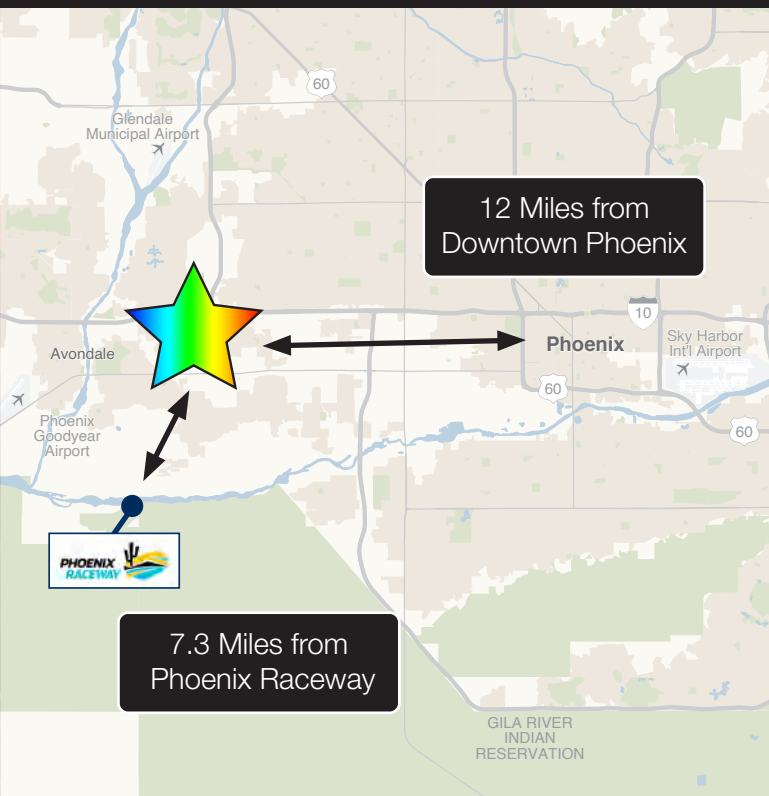 60
Glendale
Municipal Airport
12 Miles from
Downtown Phoenix
10
Avondale
Phoenix
Sky Harbor
Int'l Airport
60
Phoenix
Goodyear
Airport
60
PHOENIX
RACEWAY
7.3 Miles from
Phoenix Raceway
GILA RIVER
INDIAN
RESERVATION